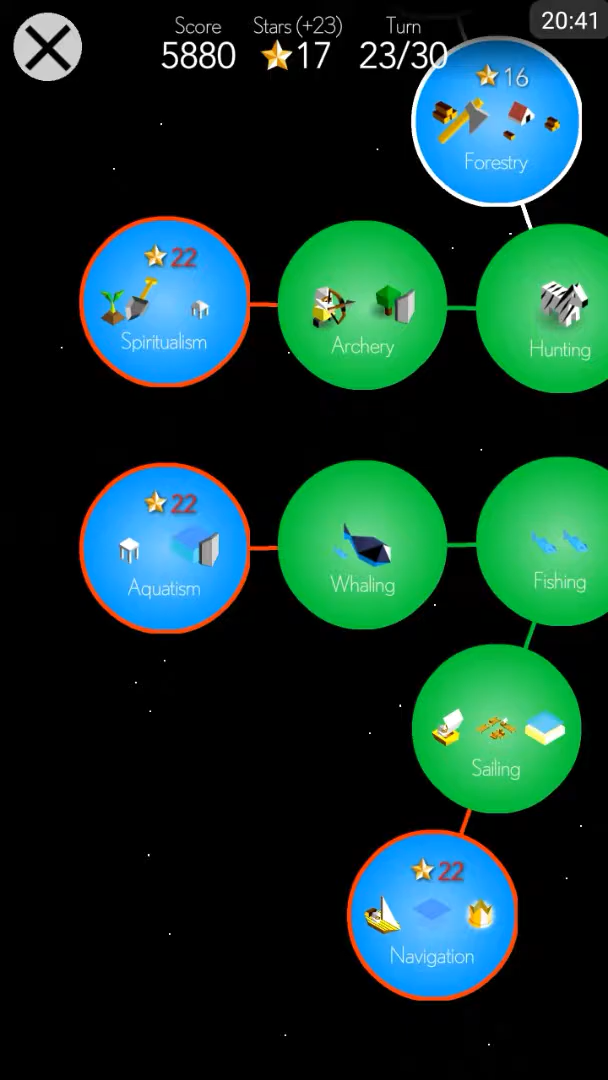 20:41
Score Stars (+23) Turn
5880 17 23/30
16
Forestry
22
Spiritualism
Archery
Hunting
22
Aquatism
Whaling
Fishing
Sailing
22
Navigation